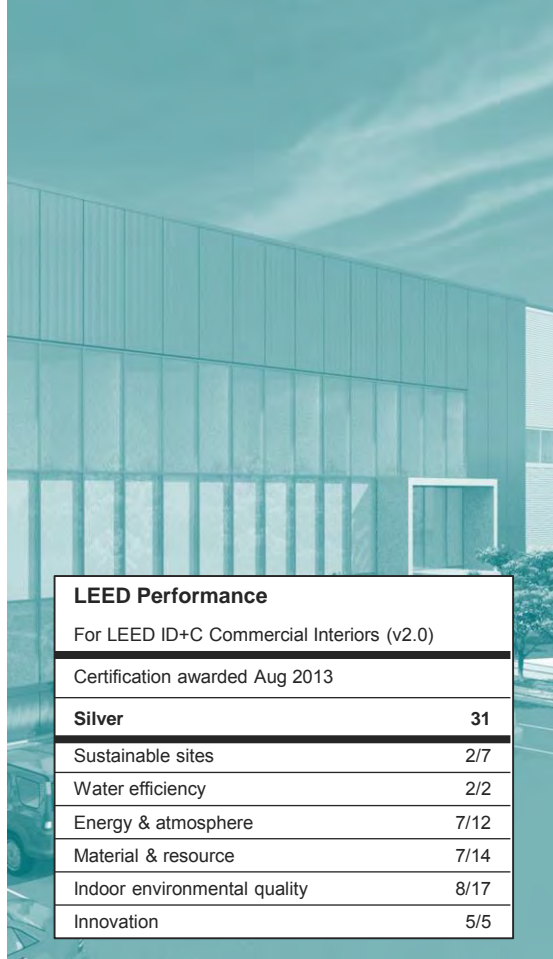 LEED Performance
For LEED ID+C Commercial Interiors (v2.0)
Certification awarded Aug 2013
Silver 31
Sustainable sites 2/7
Water efficiency 2/2
Energy & atmosphere 7/12
Material & resource 7/14
Indoor environmental quality 8/17
Innovation 5/5